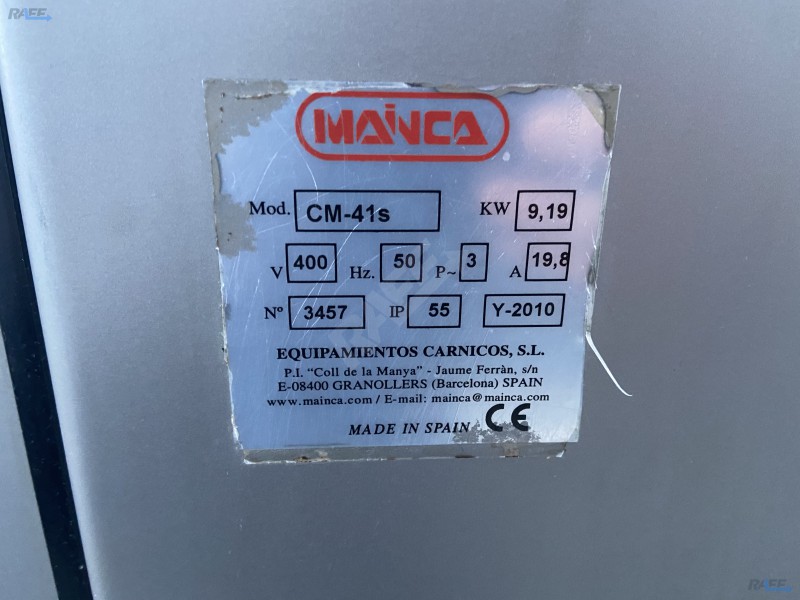 RAEE
MAINCA
Mod. CM-41s KW 9,19
V 400 Hz. 50 P~ 3 A 19,8
Nº 3457 IP 55 Y-2010
EQUIPAMIENTOS CARNICOS, S.L.
P.I. “Coll de la Manya” - Jaume Ferràn, s/n
E-08400 GRANOLLERS (Barcelona) SPAIN
www.mainca.com / E-mail: mainca@mainca.com
MADE IN SPAIN CE
RAEE